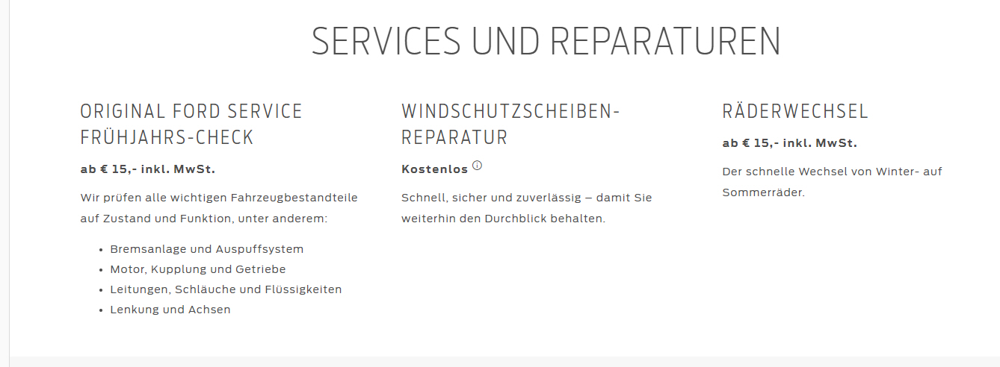 SERVICES UND REPARATUREN
ORIGINAL FORD SERVICE
FRÜHJAHRS-CHECK
ab € 15,- inkl. MwSt.
Wir prüfen alle wichtigen Fahrzeugbestandteile
auf Zustand und Funktion, unter anderem:
• Bremsanlage und Auspuffsystem
• Motor, Kupplung und Getriebe
• Leitungen, Schläuche und Flüssigkeiten
• Lenkung und Achsen
WINDSCHUTZSCHEIBEN-
REPARATUR
Kostenlos ⓘ
Schnell, sicher und zuverlässig – damit Sie
weiterhin den Durchblick behalten.
RÄDERWECHSEL
ab € 15,- inkl. MwSt.
Der schnelle Wechsel von Winter- auf
Sommerräder.